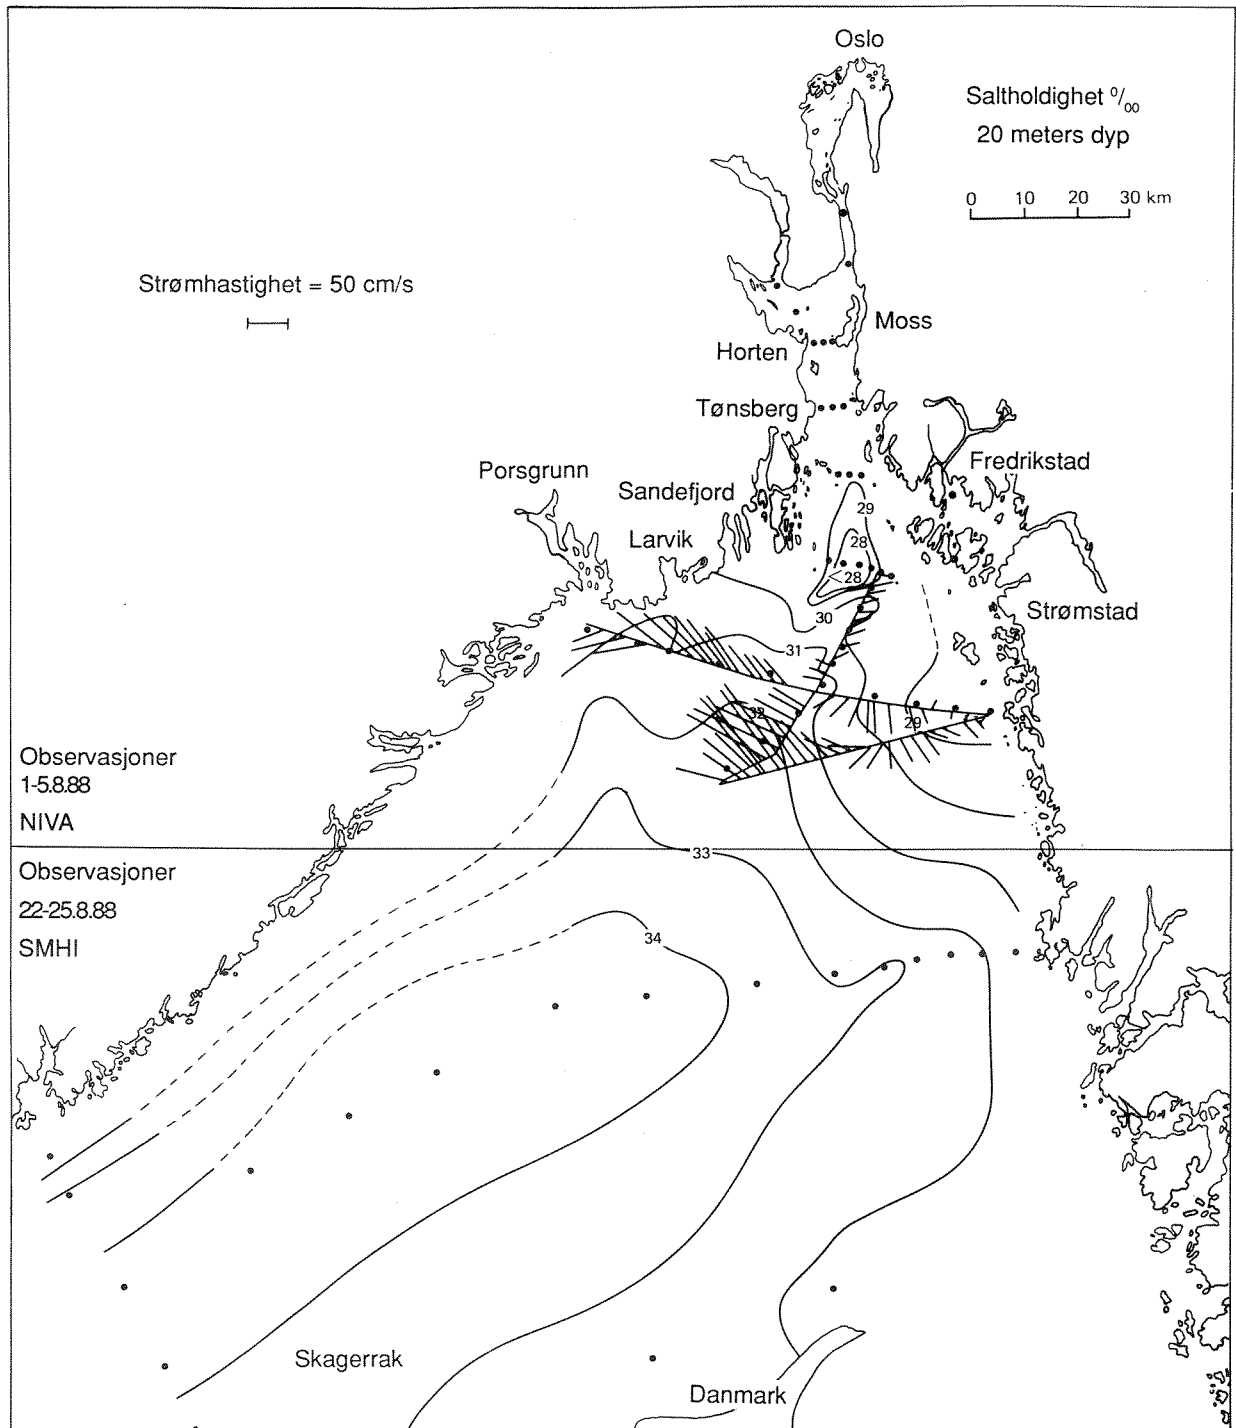 Oslo
Saltholdighet ⁰/₀₀
20 meters dyp
0 10 20 30 km
Strømhastighet = 50 cm/s
Moss
Horten
Tønsberg
Fredrikstad
Porsgrunn
Sandefjord
29
Larvik
28
<28
Strømstad
30
31
32
29
Observasjoner
1-5.8.88
NIVA
33
Observasjoner
22-25.8.88
SMHI
34
Skagerrak
Danmark